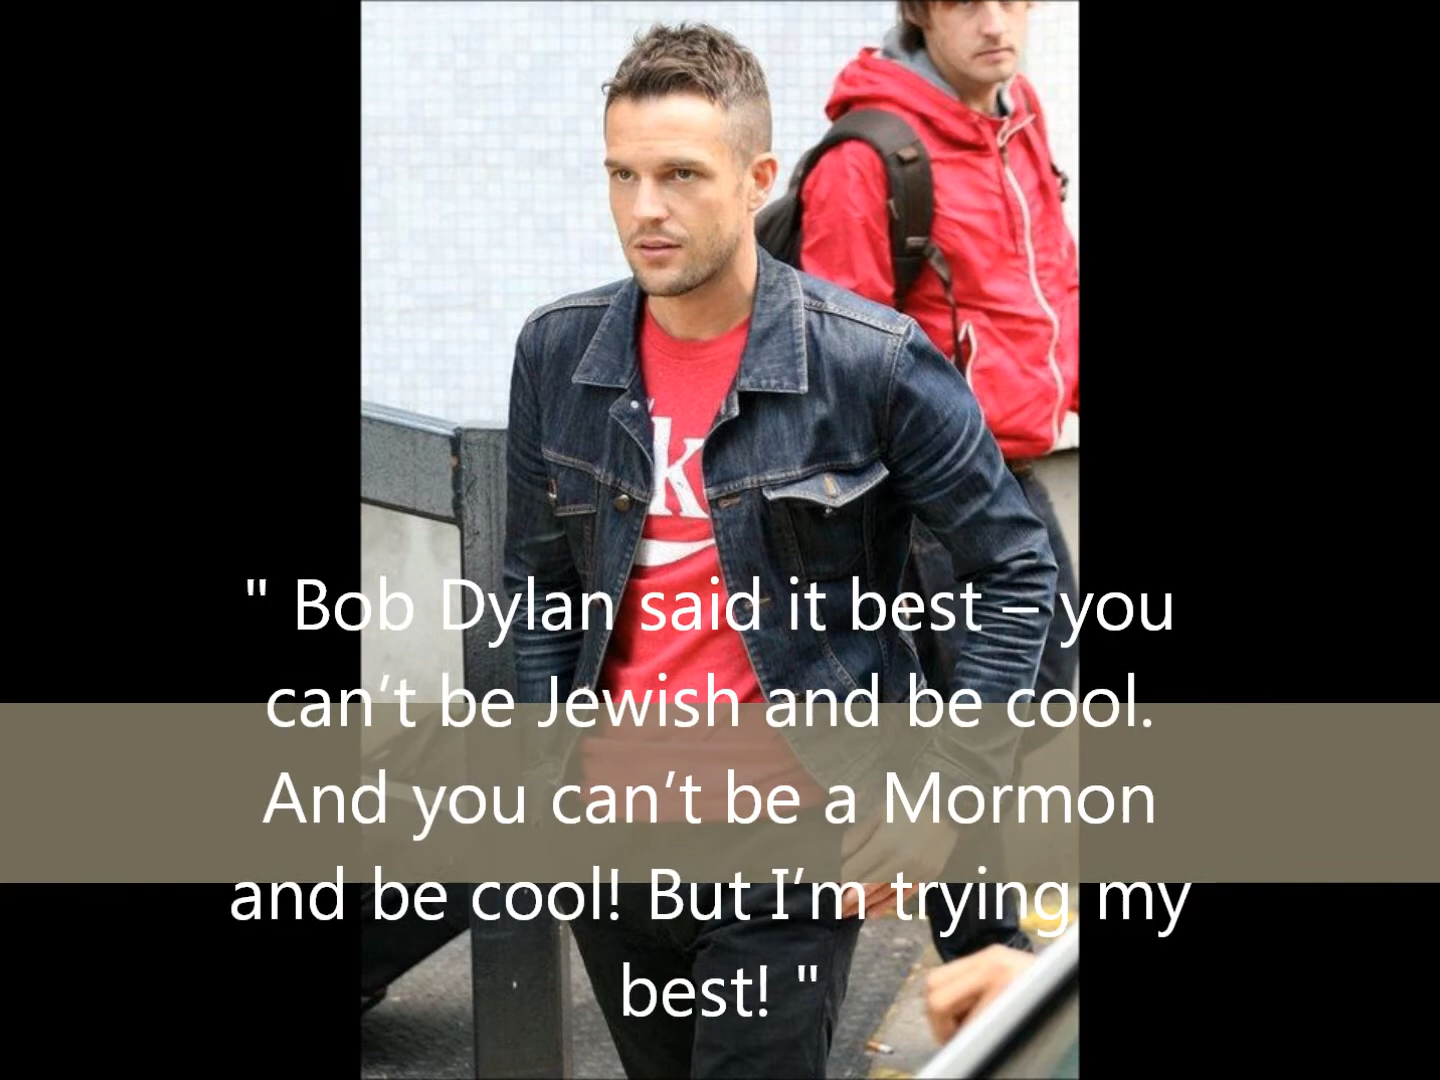 k
" Bob Dylan said it best – you
can't be Jewish and be cool.
And you can't be a Mormon
and be cool! But I'm trying my
best! "